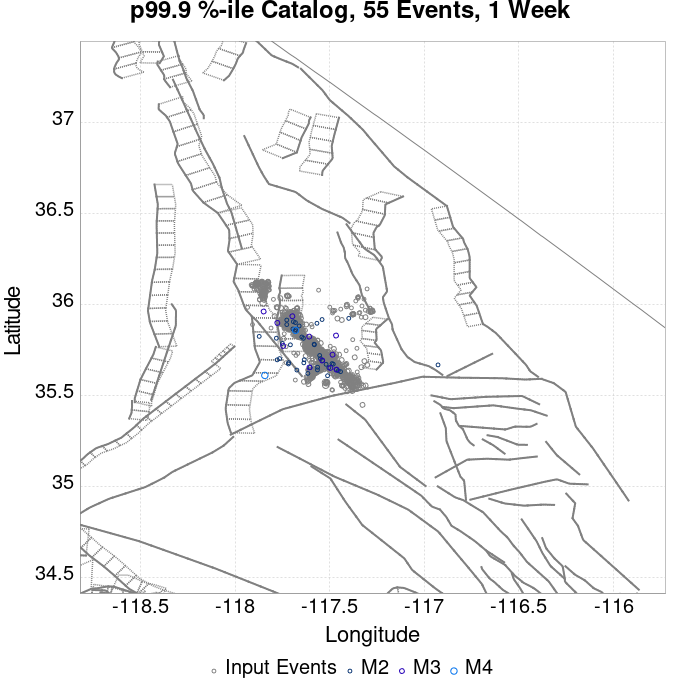 p99.9 %-ile Catalog, 55 Events, 1 Week
Latitude
37
36.5
36
35.5
35
34.5
-118.5 -118 -117.5 -117 -116.5 -116
Longitude
Input Events M2 M3 M4